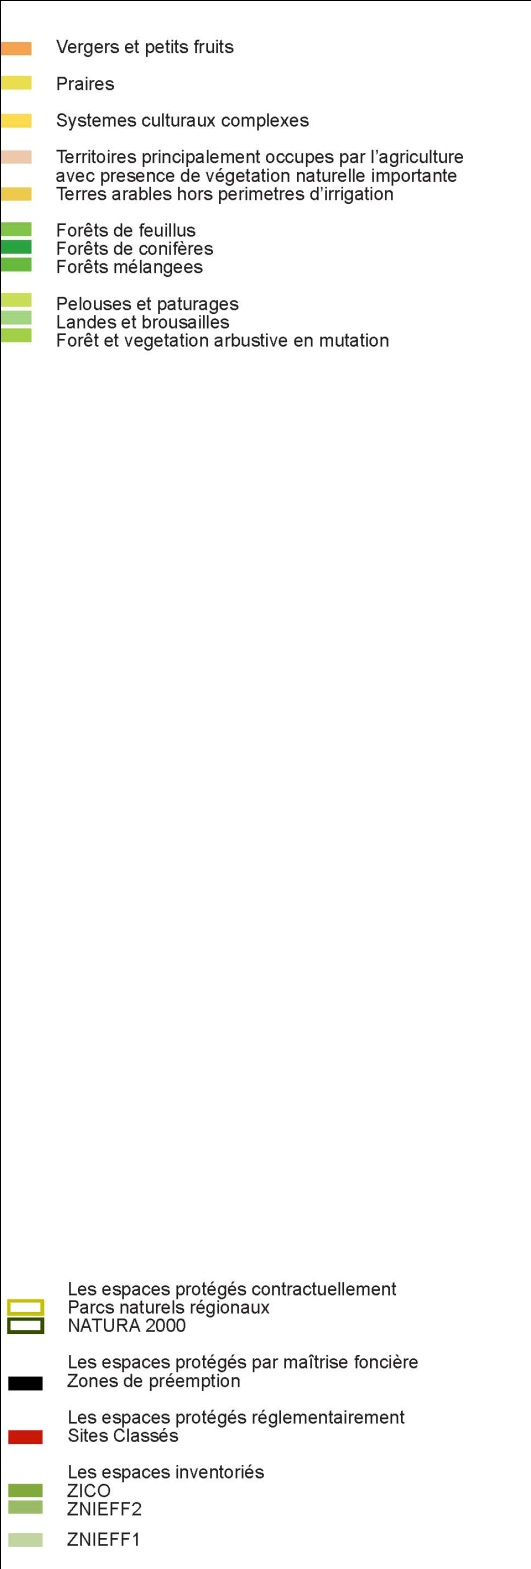 Vergers et petits fruits
Praires
Systemes culturaux complexes
Territoires principalement occupes par l'agriculture
avec presence de végetation naturelle importante
Terres arables hors perimetres d'irrigation
Forêts de feuillus
Forêts de conifères
Forêts mélangees
Pelouses et paturages
Landes et brousailles
Forêt et vegetation arbustive en mutation
Les espaces protégés contractuellement
Parcs naturels régionaux
NATURA 2000
Les espaces protégés par maîtrise foncière
Zones de préemption
Les espaces protégés réglementairement
Sites Classés
Les espaces inventoriés
ZICO
ZNIEFF2
ZNIEFF1